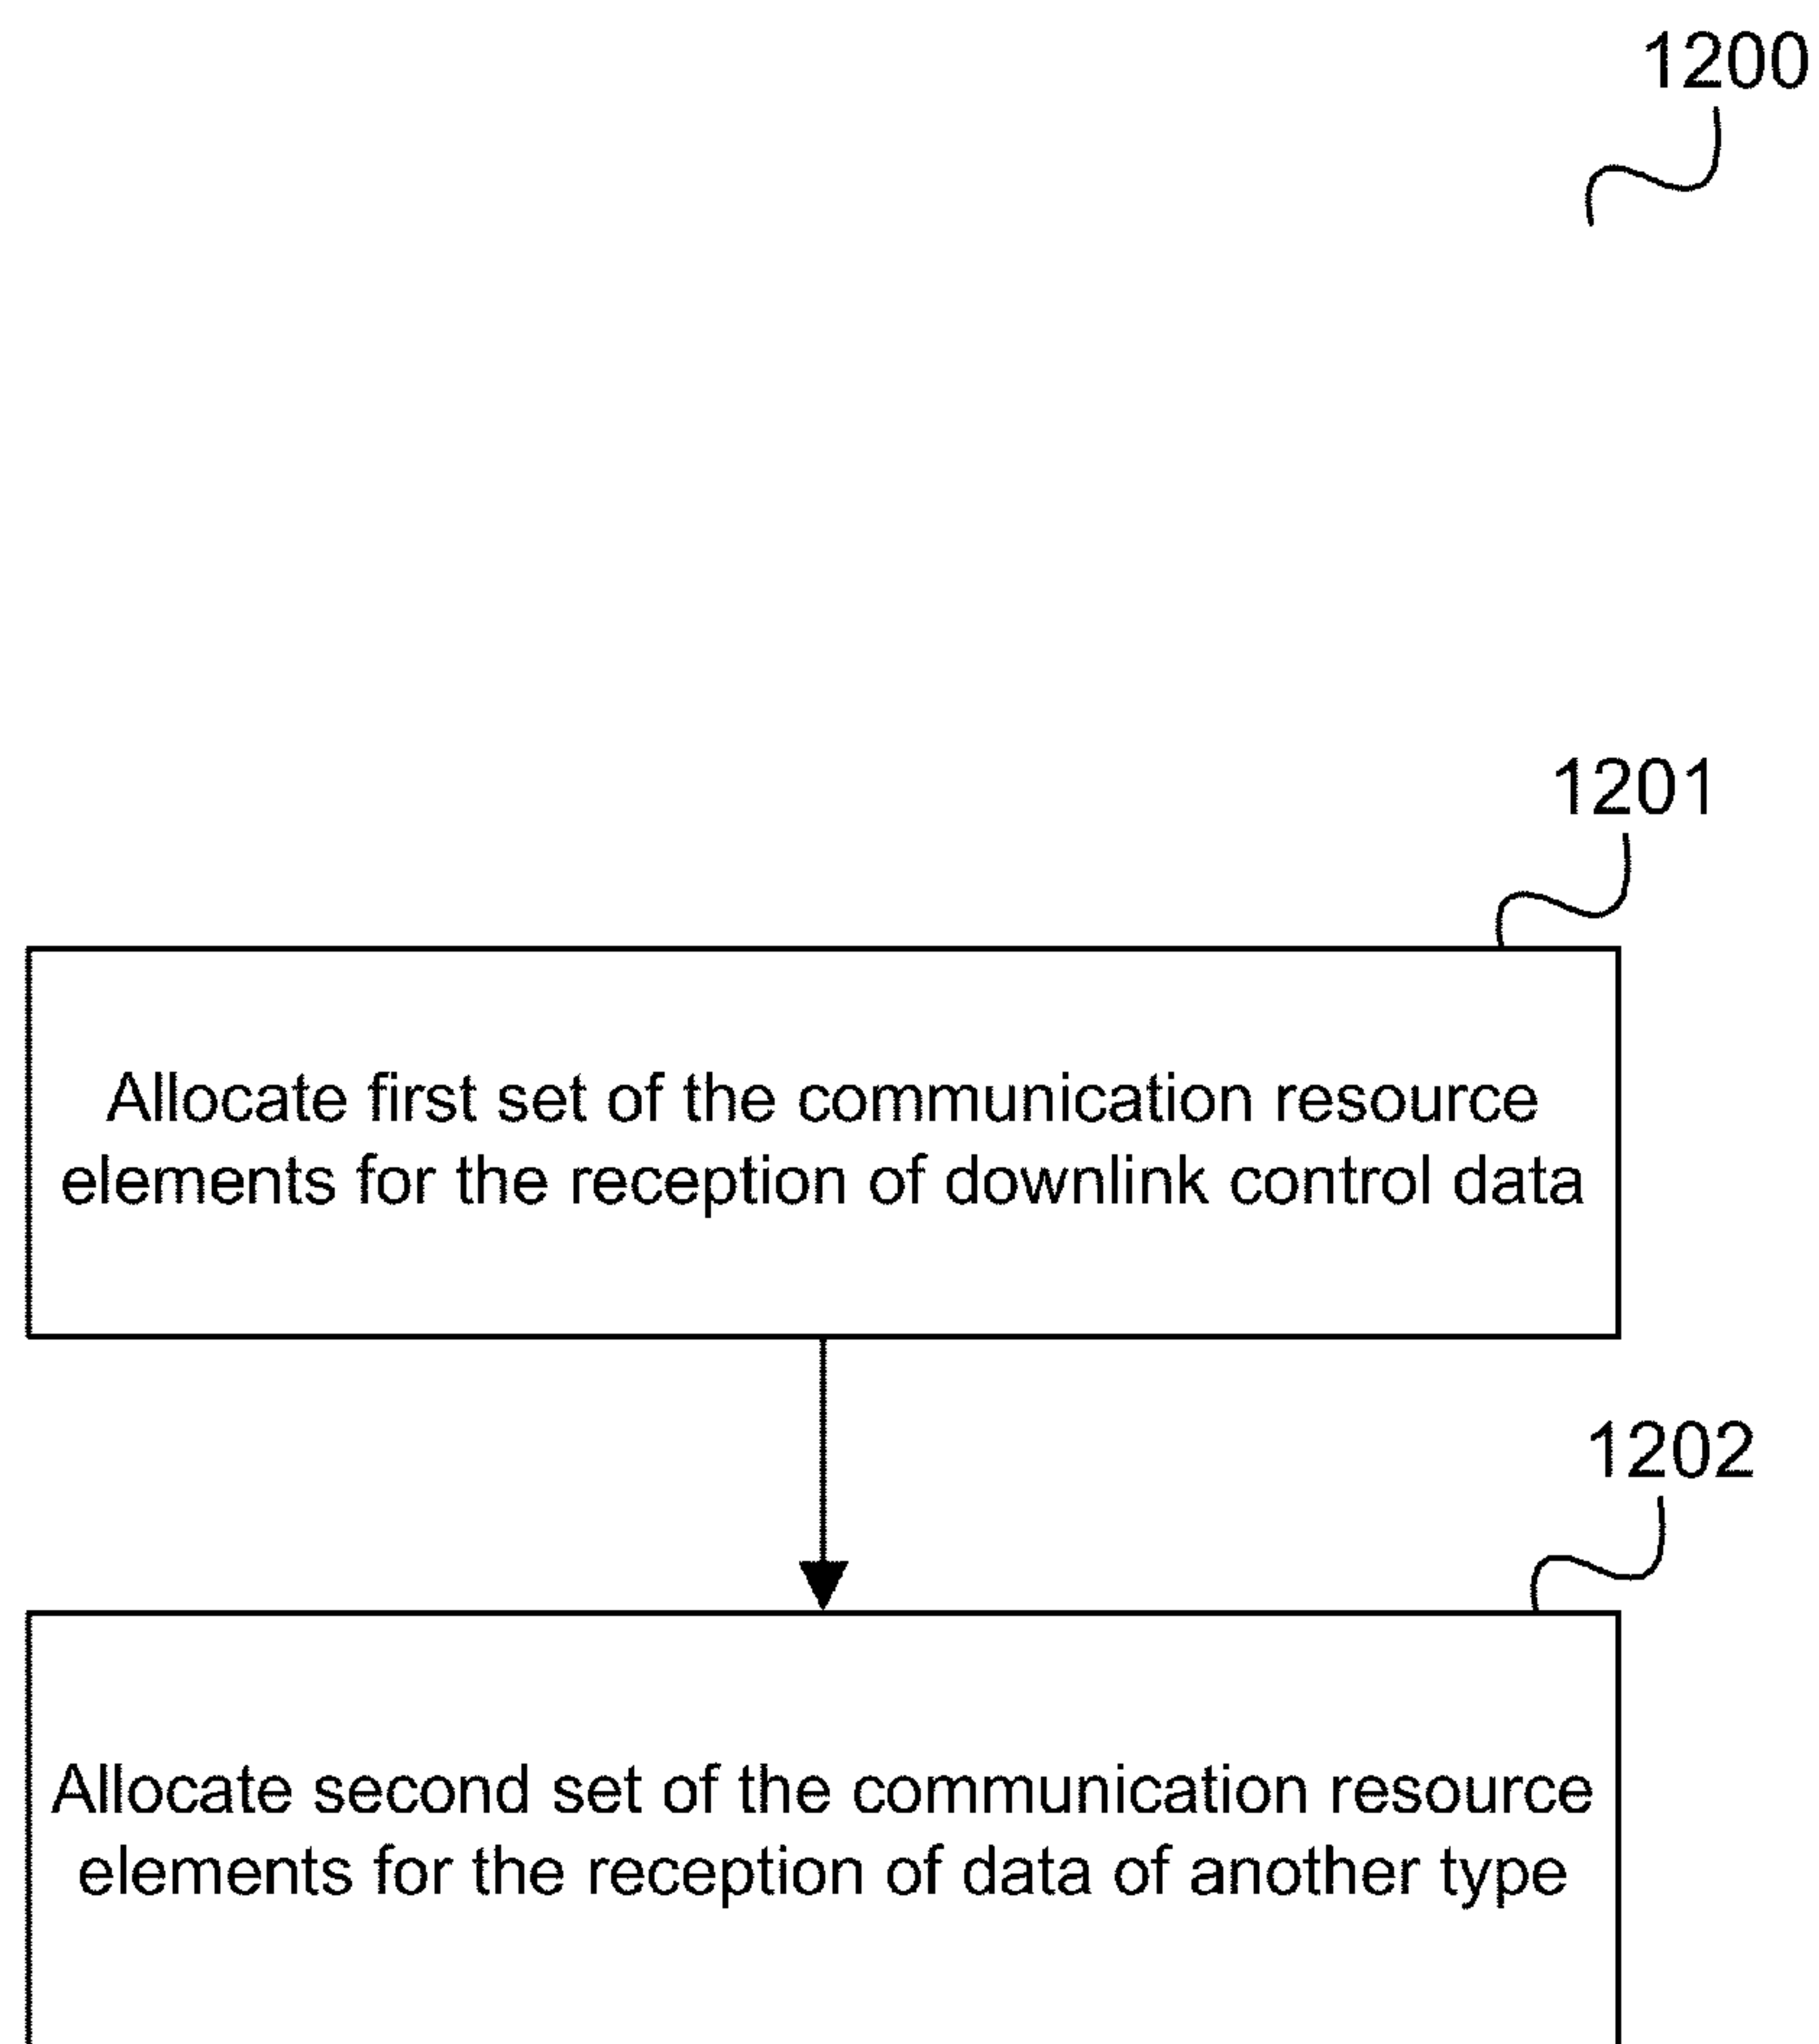 1200
1201
Allocate first set of the communication resource
elements for the reception of downlink control data
1202
Allocate second set of the communication resource
elements for the reception of data of another type